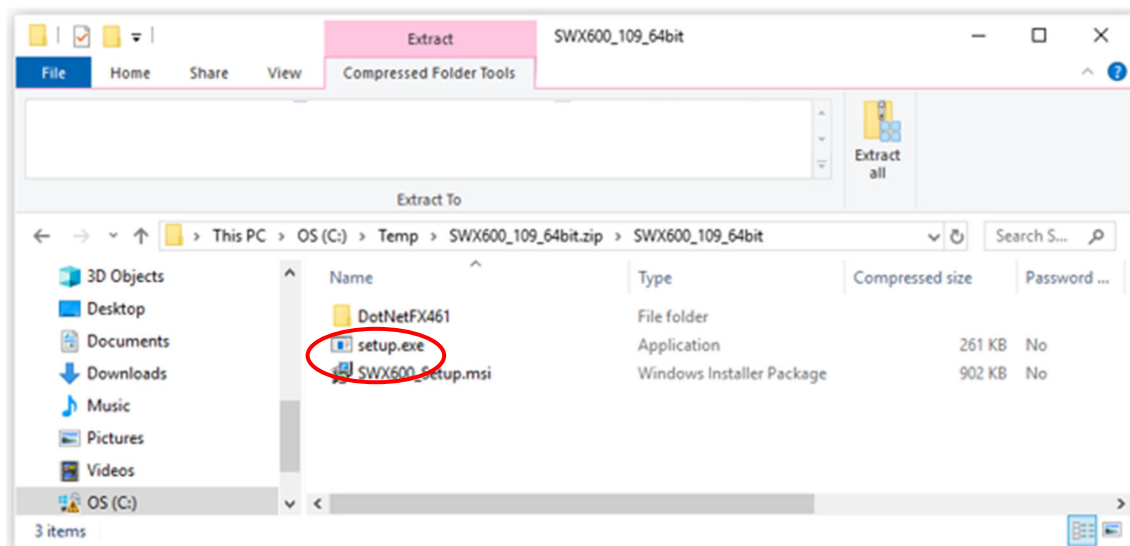 Extract
SWX600_109_64bit
File Home Share View Compressed Folder Tools
Extract
all
Extract To
This PC > OS (C:) > Temp > SWX600_109_64bit.zip > SWX600_109_64bit
Search S...
3D Objects
Desktop
Documents
Downloads
Music
Pictures
Videos
OS (C:)
Name Type Compressed size Password ...
DotNetFX461 File folder
setup.exe Application 261 KB No
SWX600_Setup.msi Windows Installer Package 902 KB No
3 items